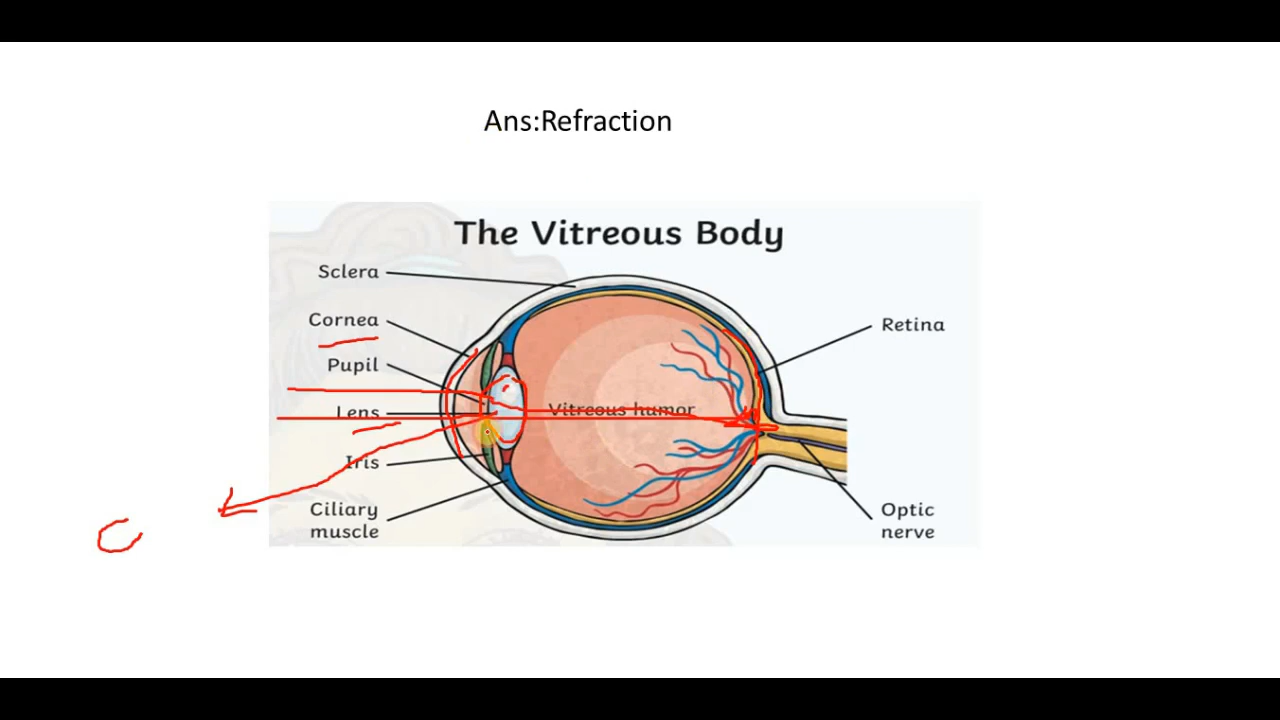 Ans:Refraction
The Vitreous Body
Sclera
Cornea
Pupil
Lens
Iris
Ciliary
muscle
Vitreous humor
Retina
Optic
nerve
C